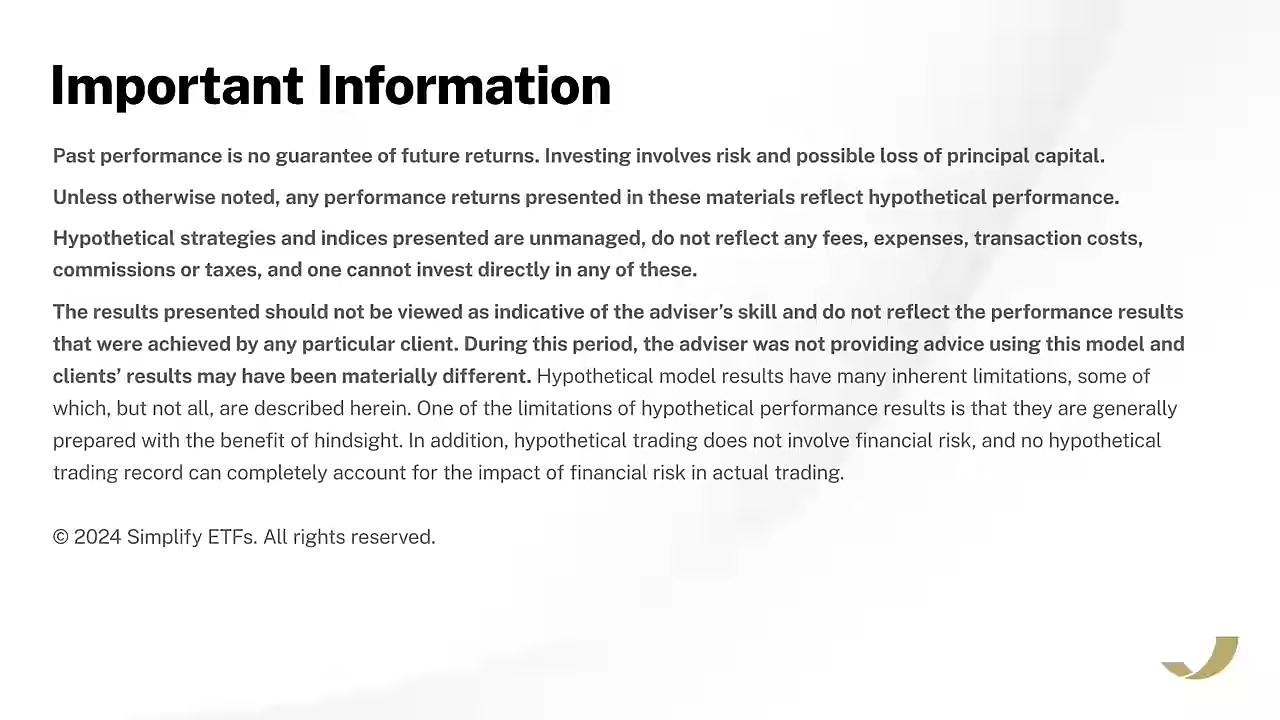 Important Information
Past performance is no guarantee of future returns. Investing involves risk and possible loss of principal capital.
Unless otherwise noted, any performance returns presented in these materials reflect hypothetical performance.
Hypothetical strategies and indices presented are unmanaged, do not reflect any fees, expenses, transaction costs,
commissions or taxes, and one cannot invest directly in any of these.
The results presented should not be viewed as indicative of the adviser’s skill and do not reflect the performance results
that were achieved by any particular client. During this period, the adviser was not providing advice using this model and
clients’ results may have been materially different. Hypothetical model results have many inherent limitations, some of
which, but not all, are described herein. One of the limitations of hypothetical performance results is that they are generally
prepared with the benefit of hindsight. In addition, hypothetical trading does not involve financial risk, and no hypothetical
trading record can completely account for the impact of financial risk in actual trading.
© 2024 Simplify ETFs. All rights reserved.